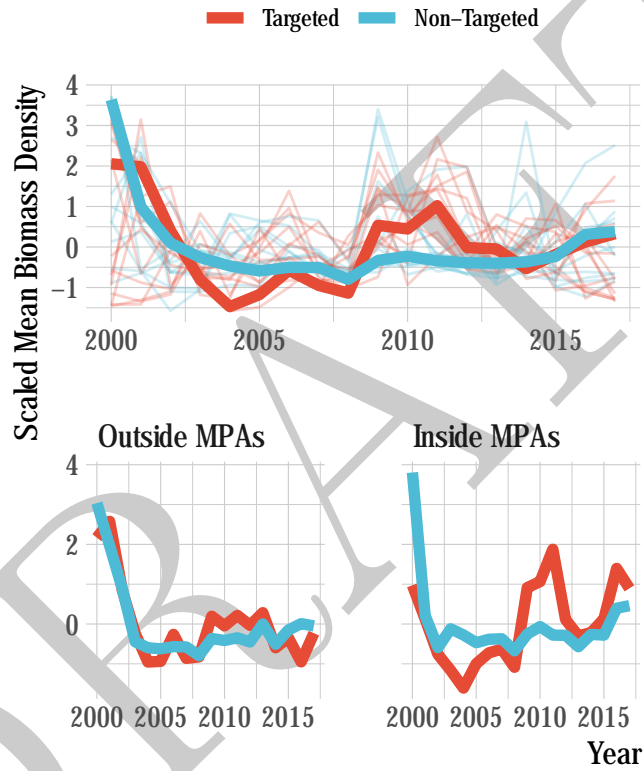 Targeted Non–Targeted
Scaled Mean Biomass Density
4
3
2
1
0
−1
2000 2005 2010 2015
Outside MPAs Inside MPAs
4
2
0
2000 2005 2010 2015 2000 2005 2010 2015
Year
DRAFT